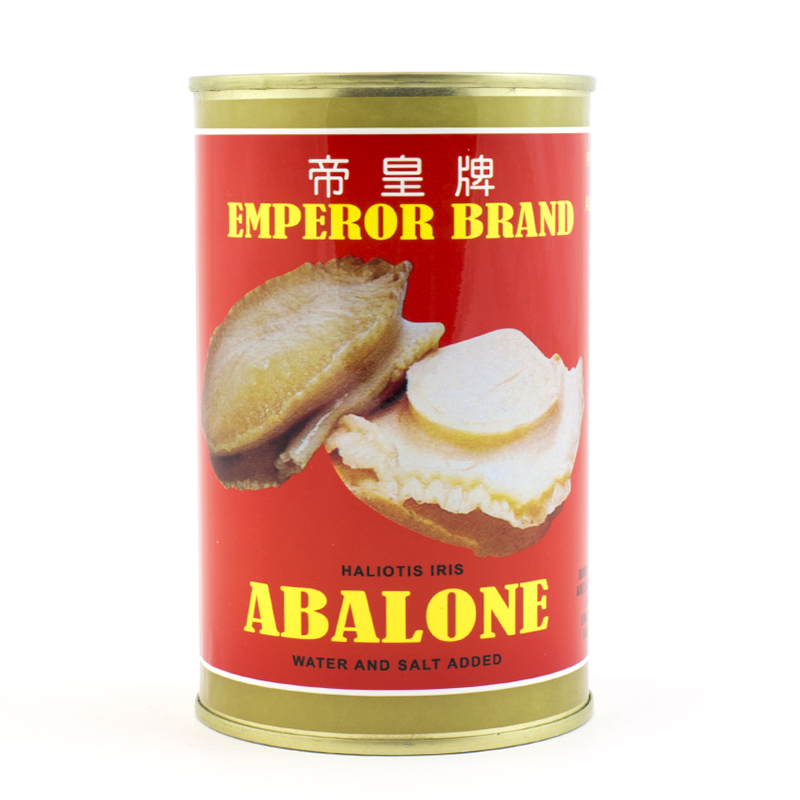 帝皇牌
EMPEROR BRAND
HALIOTIS IRIS
ABALONE
WATER AND SALT ADDED